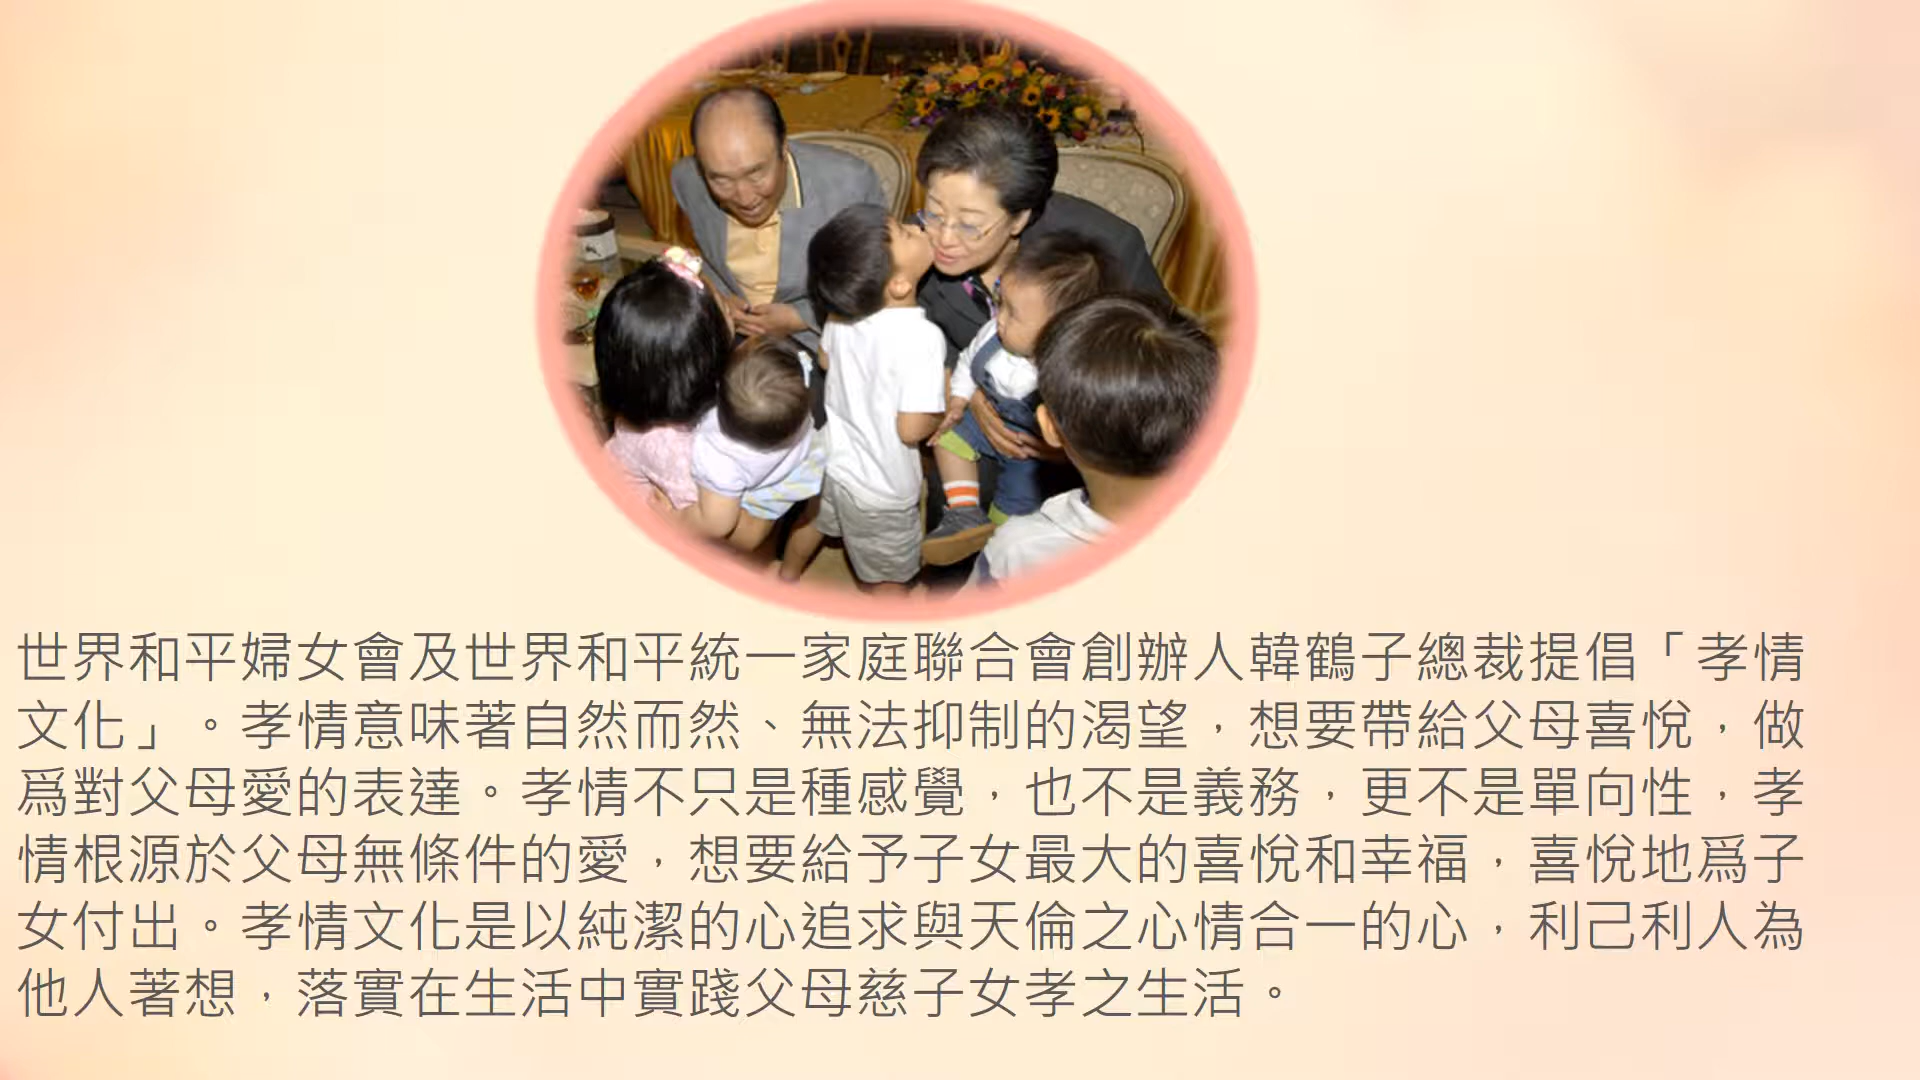 世界和平婦女會及世界和平統一家庭聯合會創辦人韓鶴子總裁提倡「孝情
文化」。孝情意味著自然而然、無法抑制的渴望，想要帶給父母喜悅，做
爲對父母愛的表達。孝情不只是種感覺，也不是義務，更不是單向性，孝
情根源於父母無條件的愛，想要給予子女最大的喜悅和幸福，喜悅地爲子
女付出。孝情文化是以純潔的心追求與天倫之心情合一的心，利己利人為
他人著想，落實在生活中實踐父母慈子女孝之生活。